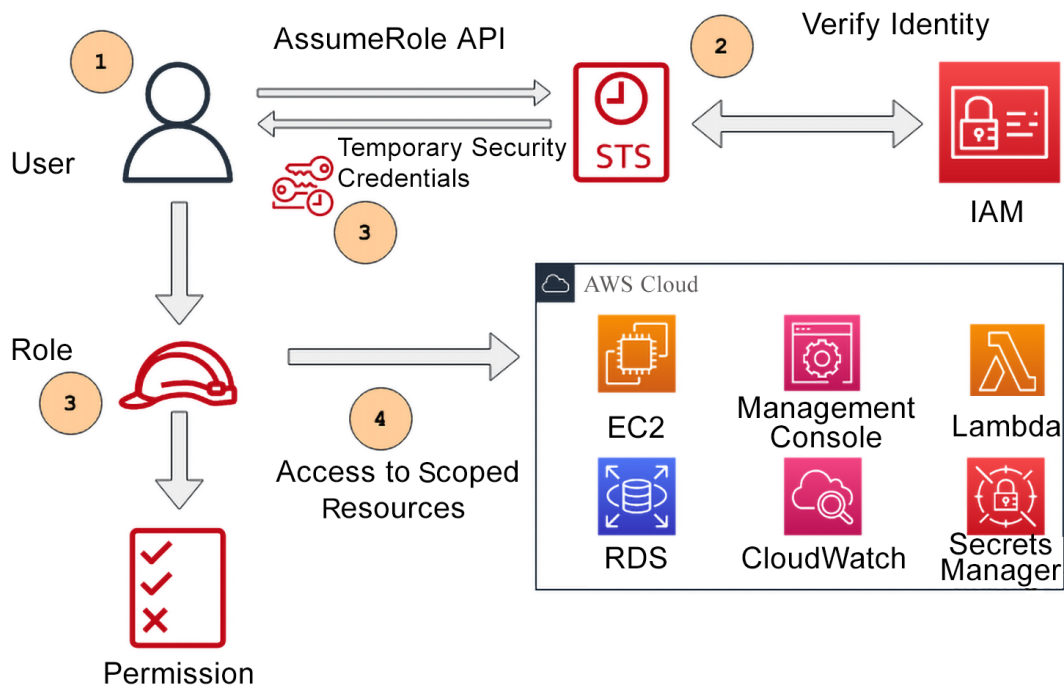 AssumeRole API
Verify Identity
1
2
User
STS
Temporary Security
Credentials
3
IAM
AWS Cloud
Role
3
4
Access to Scoped
Resources
EC2
Management
Console
Lambda
RDS
CloudWatch
Secrets
Manager
Permission